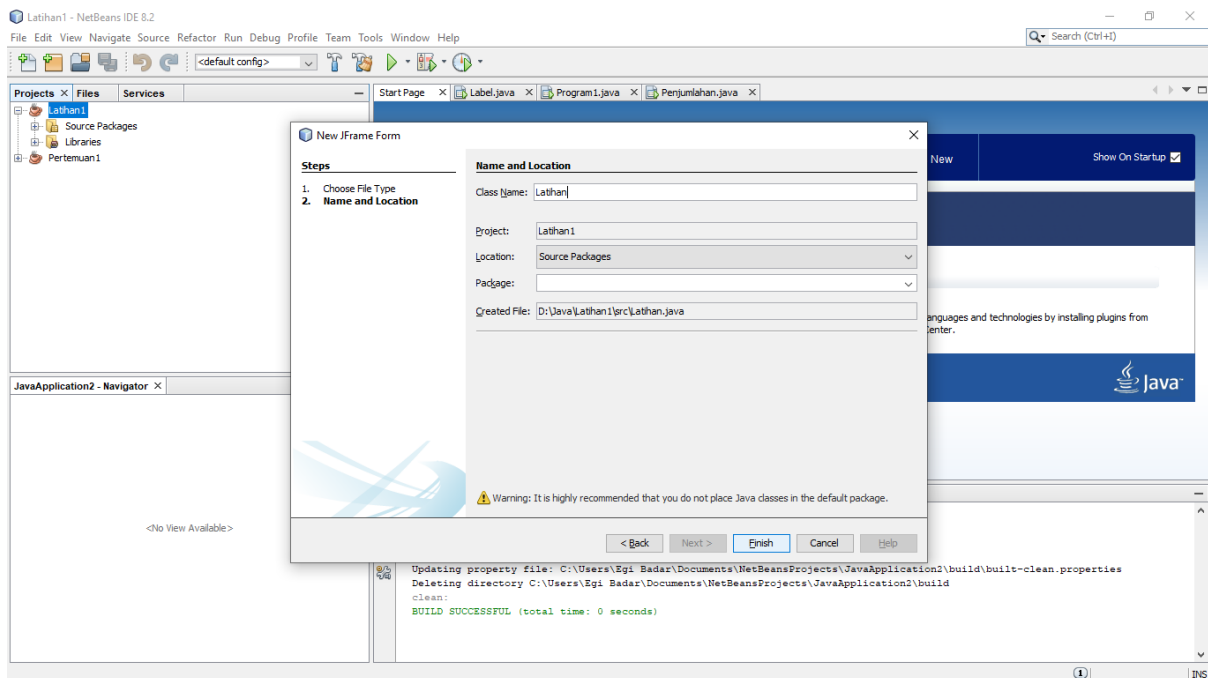 Latihan1 - NetBeans IDE 8.2
File Edit View Navigate Source Refactor Run Debug Profile Team Tools Window Help
Search (Ctrl+I)
<default config>
Projects Files Services
Start Page Label.java Program1.java Penjumlahan.java
Latihan1
Source Packages
Libraries
Pertemuan1
New JFrame Form
New
Show On Startup
Steps
1. Choose File Type
2. Name and Location
Name and Location
Class Name: Latihan
Project: Latihan1
Location: Source Packages
Package:
Created File: D:\Java\Latihan1\src\Latihan.java
anguages and technologies by installing plugins from
Center.
Java
JavaApplication2 - Navigator
<No View Available>
Warning: It is highly recommended that you do not place Java classes in the default package.
< Back Next > Finish Cancel Help
Updating property file: C:\Users\Egi Badar\Documents\NetBeansProjects\JavaApplication2\build\built-clean.properties
Deleting directory C:\Users\Egi Badar\Documents\NetBeansProjects\JavaApplication2\build
clean:
BUILD SUCCESSFUL (total time: 0 seconds)
1 INS